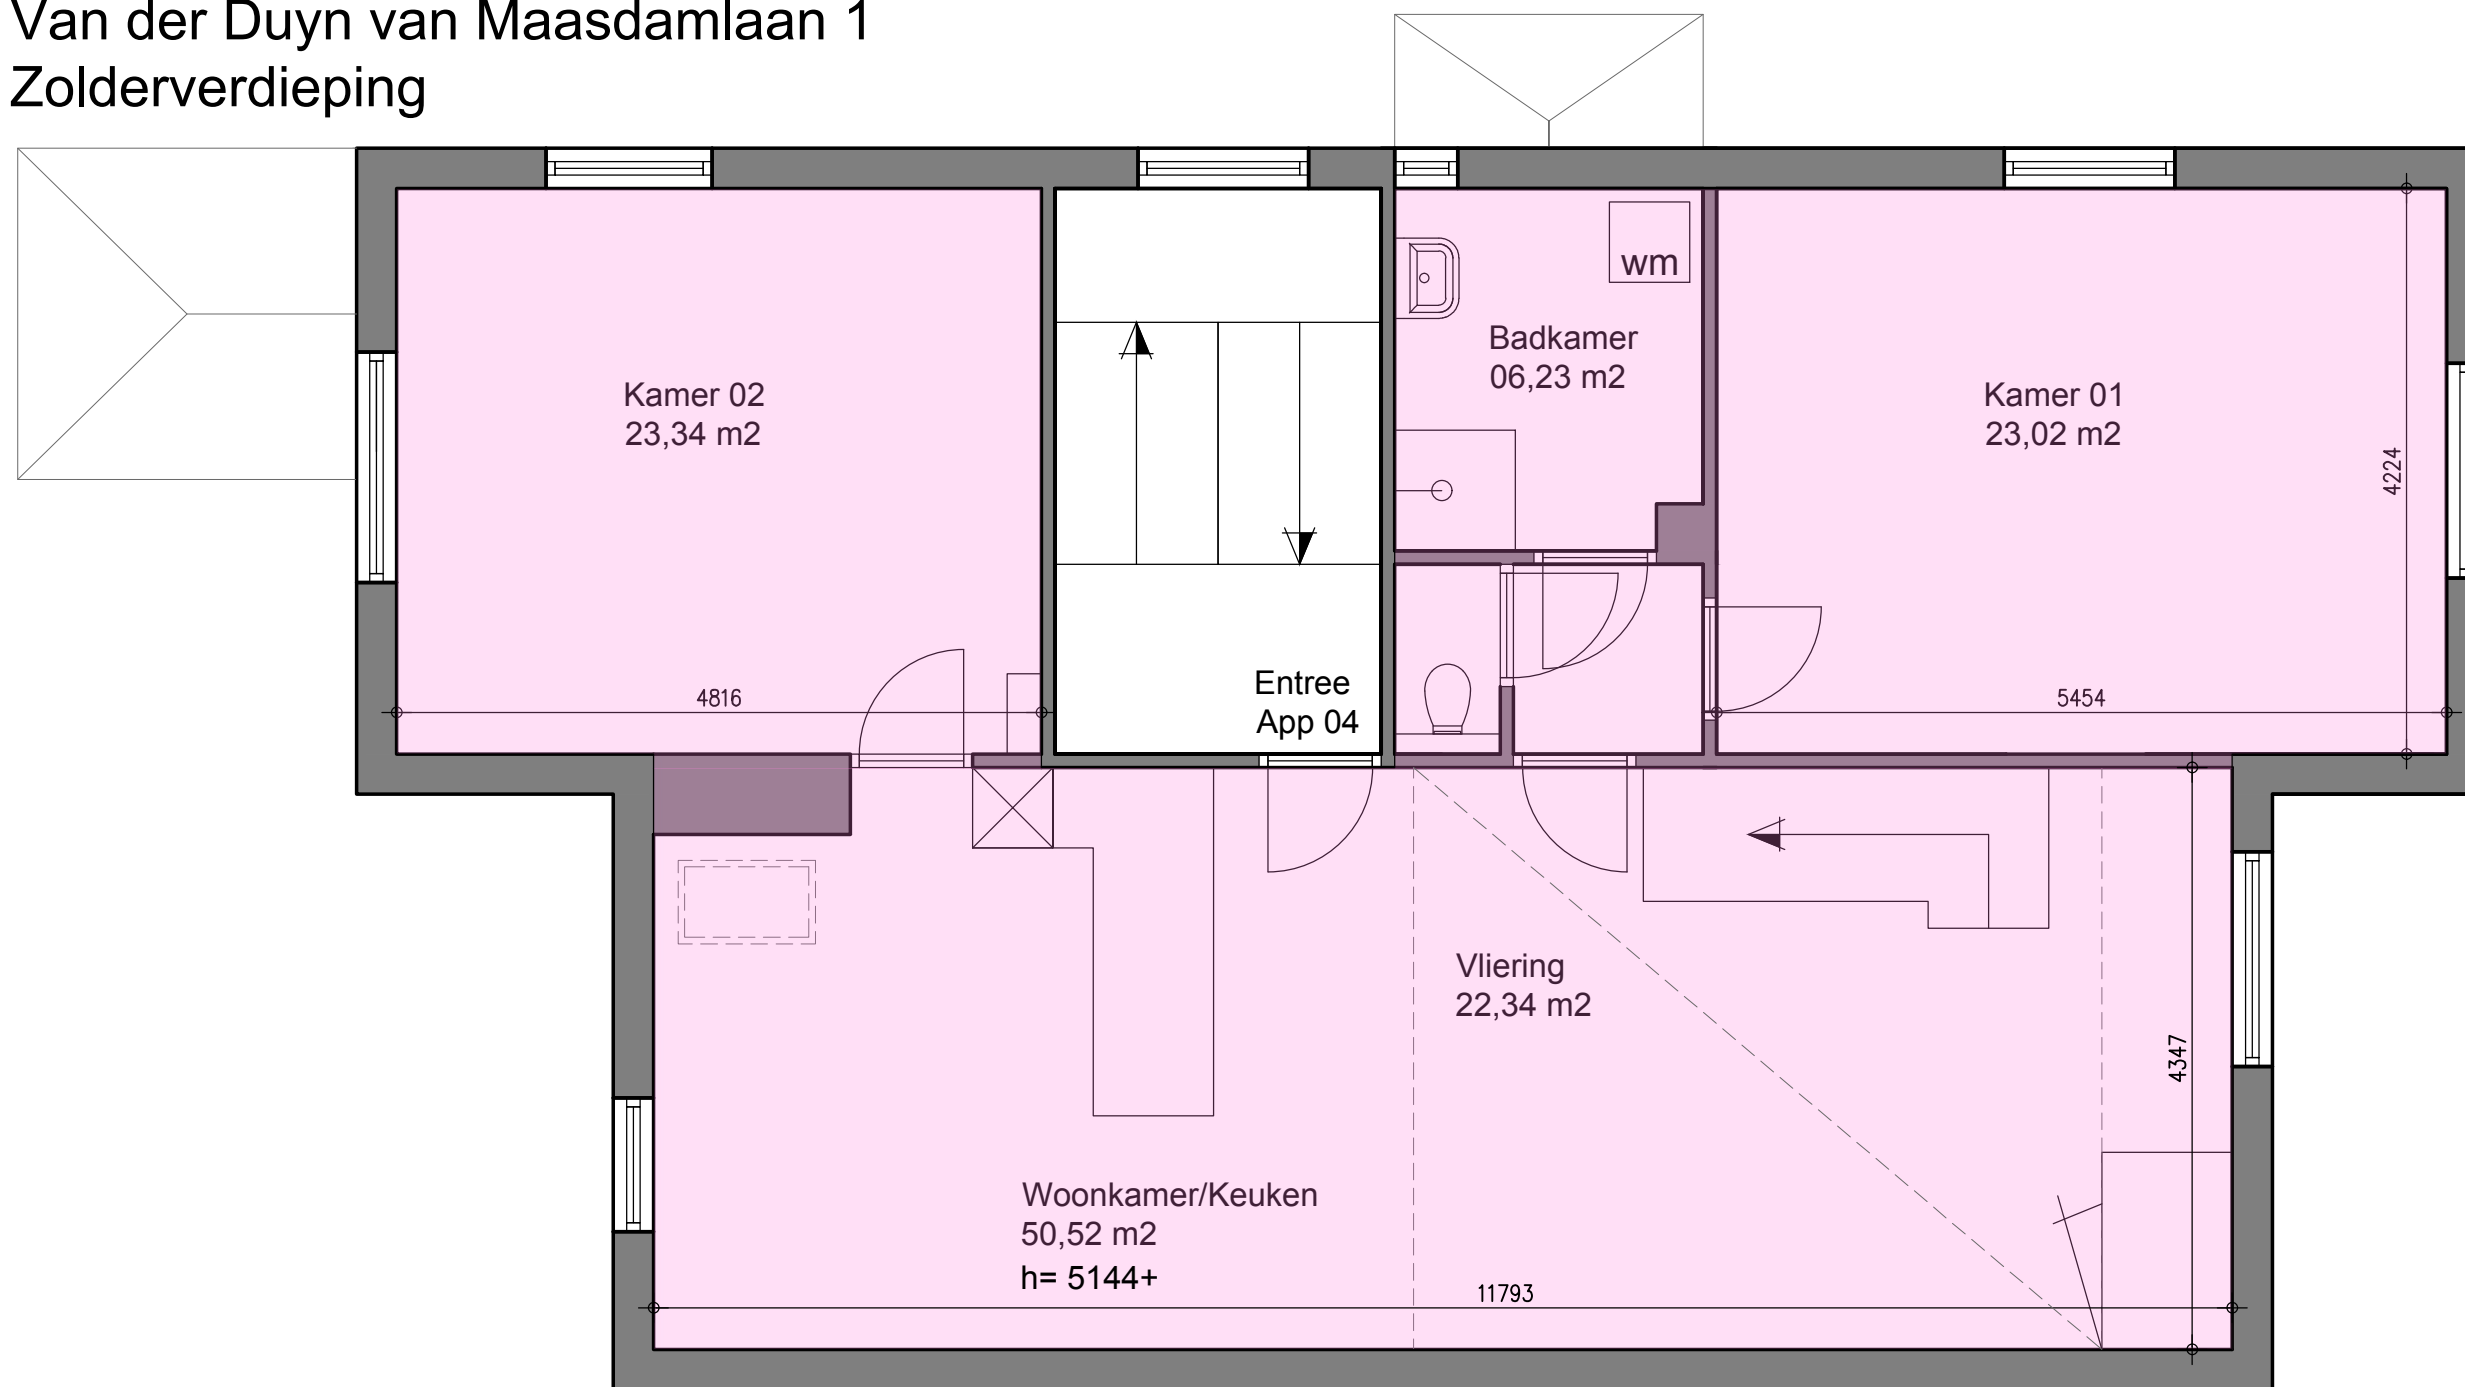 Van der Duyn van Maasdamlaan 1
Zolderverdieping
wm
Badkamer
06,23 m2
Kamer 02
23,34 m2
Kamer 01
23,02 m2
4224
Entree
App 04
4816
5454
Vliering
22,34 m2
4347
Woonkamer/Keuken
50,52 m2
h= 5144+
11793